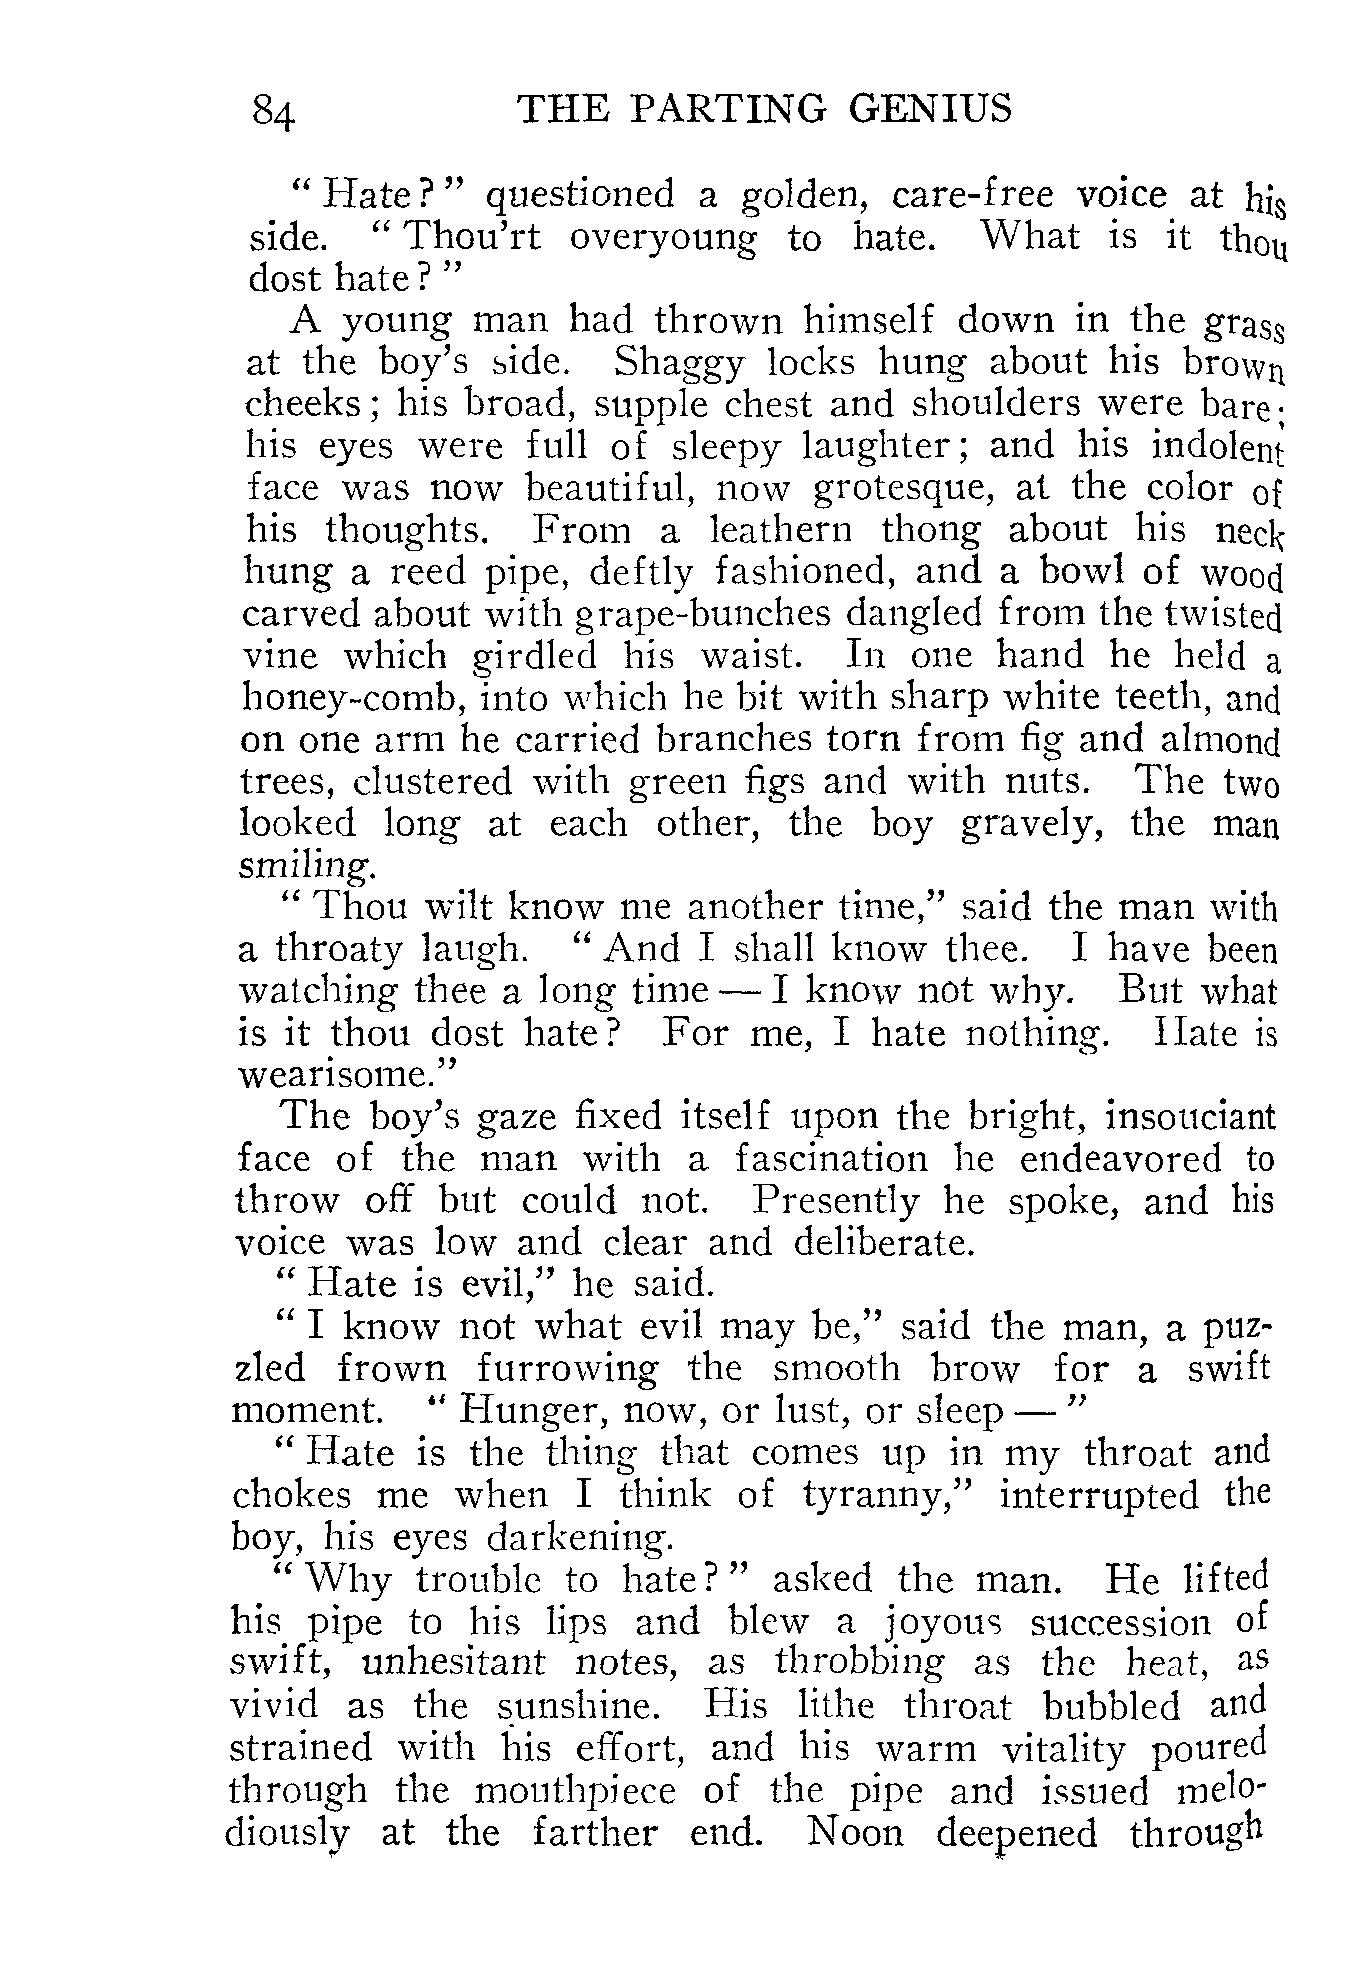 84 THE PARTING GENIUS
“ Hate ? ” questioned a golden, care-free voice at his
side. “ Thou’rt overyoung to hate. What is it thou
dost hate ? ”
A young man had thrown himself down in the grass
at the boy’s side. Shaggy locks hung about his brown
cheeks ; his broad, supple chest and shoulders were bare ;
his eyes were full of sleepy laughter ; and his indolent
face was now beautiful, now grotesque, at the color of
his thoughts. From a leathern thong about his neck
hung a reed pipe, deftly fashioned, and a bowl of wood
carved about with grape-bunches dangled from the twisted
vine which girdled his waist. In one hand he held a
honey-comb, into which he bit with sharp white teeth, and
on one arm he carried branches torn from fig and almond
trees, clustered with green figs and with nuts. The two
looked long at each other, the boy gravely, the man
smiling.
“ Thou wilt know me another time,” said the man with
a throaty laugh. “ And I shall know thee. I have been
watching thee a long time — I know not why. But what
is it thou dost hate ? For me, I hate nothing. Hate is
wearisome.”
The boy’s gaze fixed itself upon the bright, insouciant
face of the man with a fascination he endeavored to
throw off but could not. Presently he spoke, and his
voice was low and clear and deliberate.
“ Hate is evil,” he said.
“ I know not what evil may be,” said the man, a puz-
zled frown furrowing the smooth brow for a swift
moment. “ Hunger, now, or lust, or sleep — ”
“ Hate is the thing that comes up in my throat and
chokes me when I think of tyranny,” interrupted the
boy, his eyes darkening.
“ Why trouble to hate ? ” asked the man. He lifted
his pipe to his lips and blew a joyous succession of
swift, unhesitant notes, as throbbing as the heat, as
vivid as the sunshine. His lithe throat bubbled and
strained with his effort, and his warm vitality poured
through the mouthpiece of the pipe and issued melo-
diously at the farther end. Noon deepened through